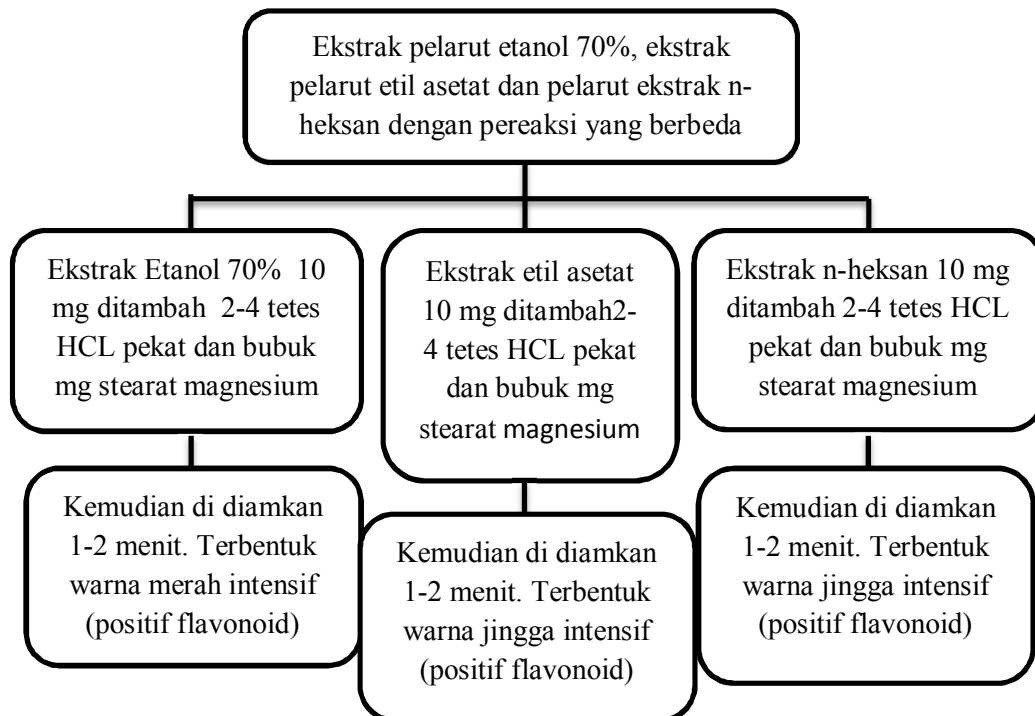 Ekstrak pelarut etanol 70%, ekstrak
pelarut etil asetat dan pelarut ekstrak n-
heksan dengan pereaksi yang berbeda
Ekstrak Etanol 70%  10
mg ditambah  2-4 tetes
HCL pekat dan bubuk
mg stearat magnesium
Ekstrak etil asetat
10 mg ditambah2-
4 tetes HCL pekat
dan bubuk mg
stearat magnesium
Ekstrak n-heksan 10 mg
ditambah 2-4 tetes HCL
pekat dan bubuk mg
stearat magnesium
Kemudian di diamkan
1-2 menit. Terbentuk
warna merah intensif
(positif flavonoid)
Kemudian di diamkan
1-2 menit. Terbentuk
warna jingga intensif
(positif flavonoid)
Kemudian di diamkan
1-2 menit. Terbentuk
warna jingga intensif
(positif flavonoid)